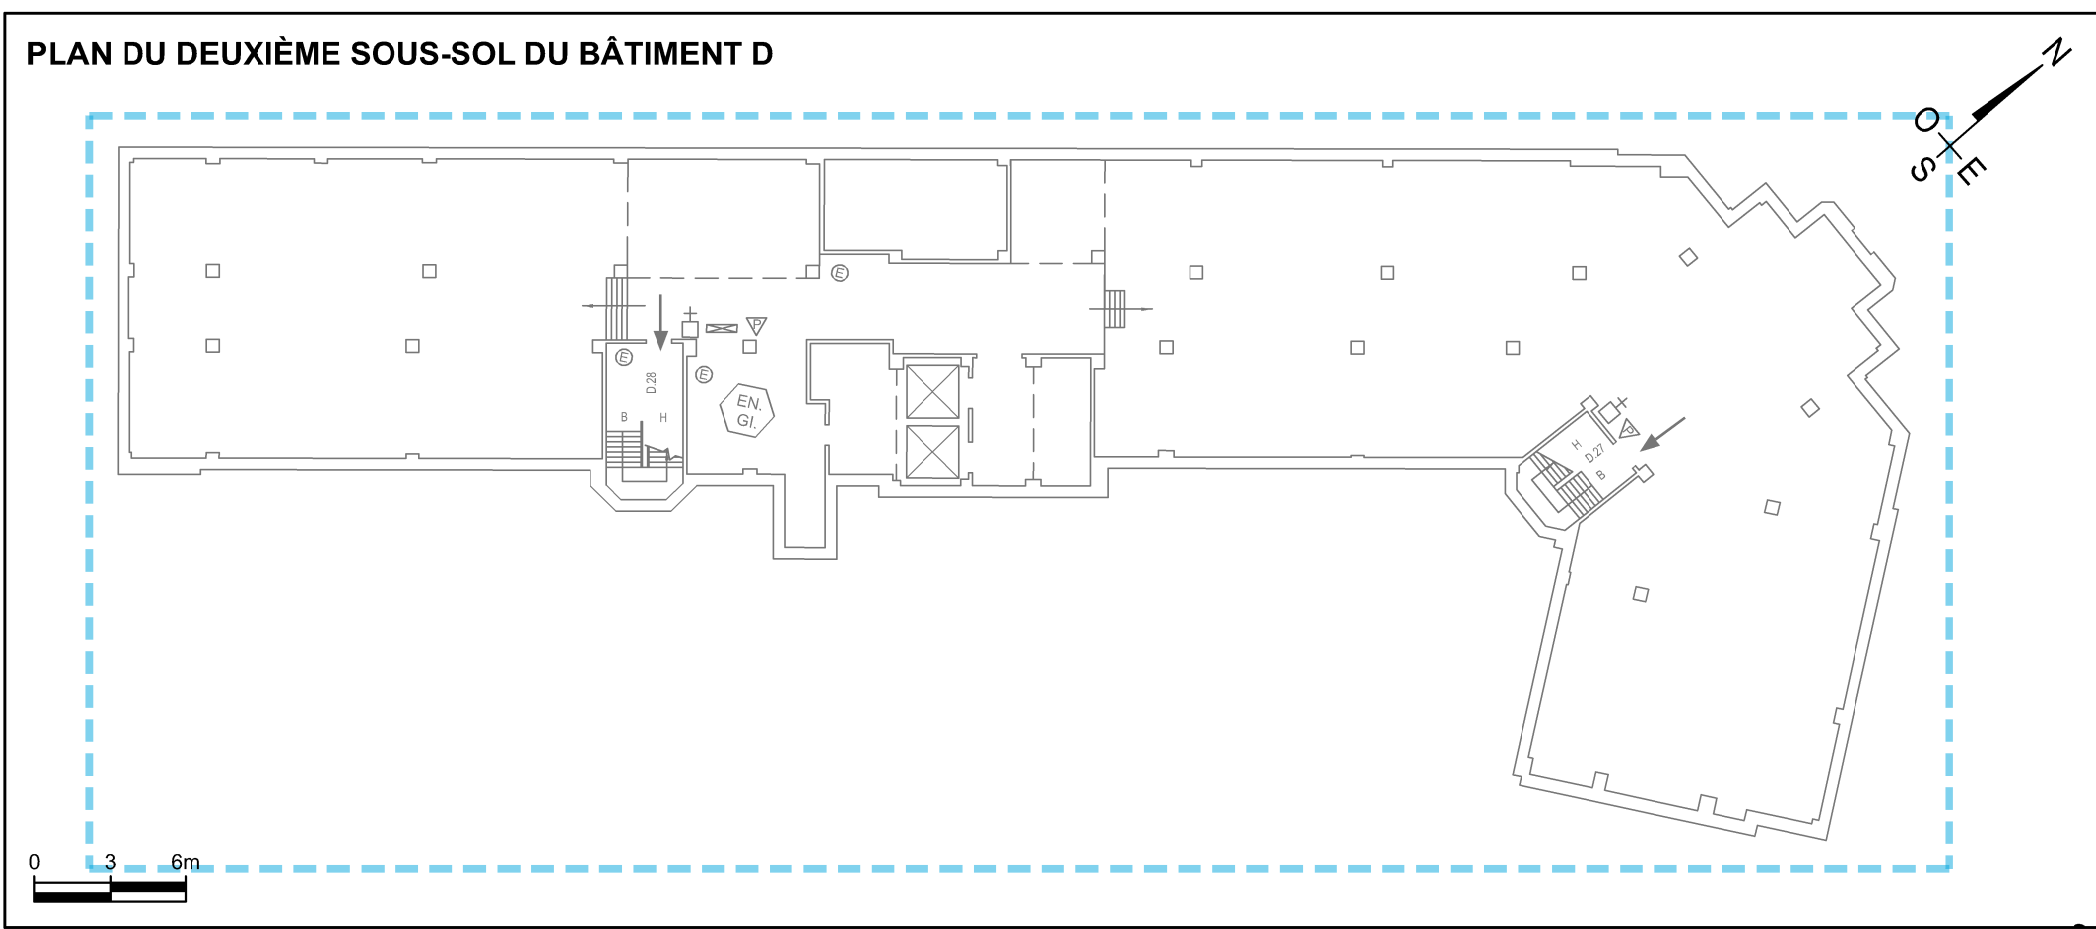 PLAN DU DEUXIÈME SOUS-SOL DU BÂTIMENT D
N
O
S
E
E
P
E
D.28
E
B
H
EN.
GI.
H
D.27
B
P
0 3 6m